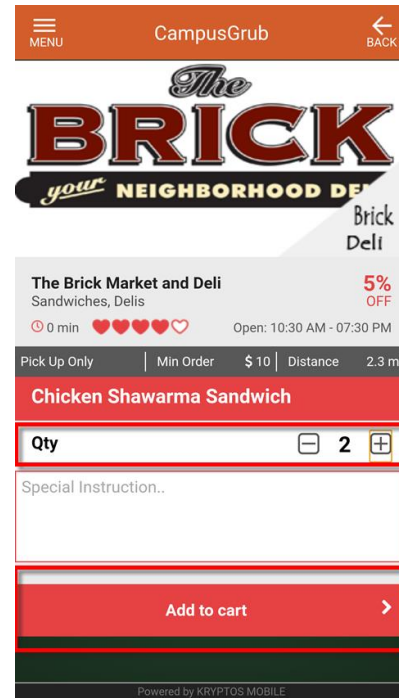 MENU
CampusGrub
BACK
The
BRICK
your NEIGHBORHOOD
Brick
Deli
The Brick Market and Deli
5%
Sandwiches, Delis
OFF
0 min
Open: 10:30 AM - 07:30 PM
Pick Up Only | Min Order $ 10 | Distance 2.3 m
Chicken Shawarma Sandwich
Qty
2
Special Instruction..
Add to cart
Powered by KRYPTOS MOBILE